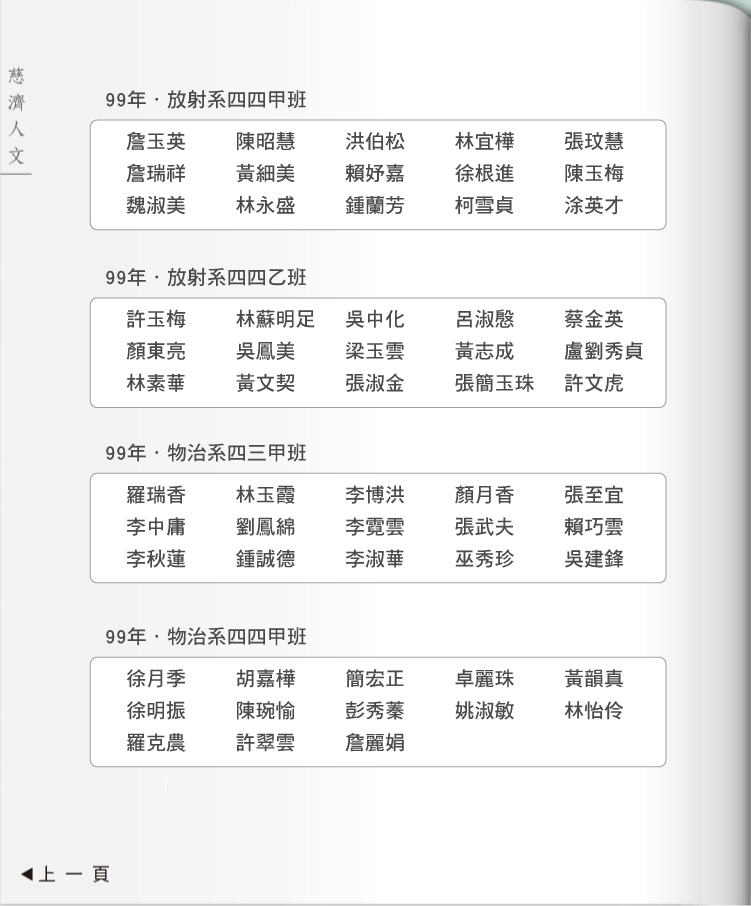 慈濟人文
99年・放射系四四甲班
詹玉英 陳昭慧 洪伯松 林宜樺 張玟慧
詹瑞祥 黃細美 賴妤嘉 徐根進 陳玉梅
魏淑美 林永盛 鍾蘭芳 柯雪貞 涂英才
99年・放射系四四乙班
許玉梅 林蘇明足 吳中化 呂淑慇 蔡金英
顏東亮 吳鳳美 梁玉雲 黃志成 盧劉秀貞
林素華 黃文契 張淑金 張簡玉珠 許文虎
99年・物治系四三甲班
羅瑞香 林玉霞 李博洪 顏月香 張至宜
李中庸 劉鳳綿 李霓雲 張武夫 賴巧雲
李秋蓮 鍾誠德 李淑華 巫秀珍 吳建鋒
99年・物治系四四甲班
徐月季 胡嘉樺 簡宏正 卓麗珠 黃韻真
徐明振 陳琬愉 彭秀蓁 姚淑敏 林怡伶
羅克農 許翠雲 詹麗娟
◀上一頁